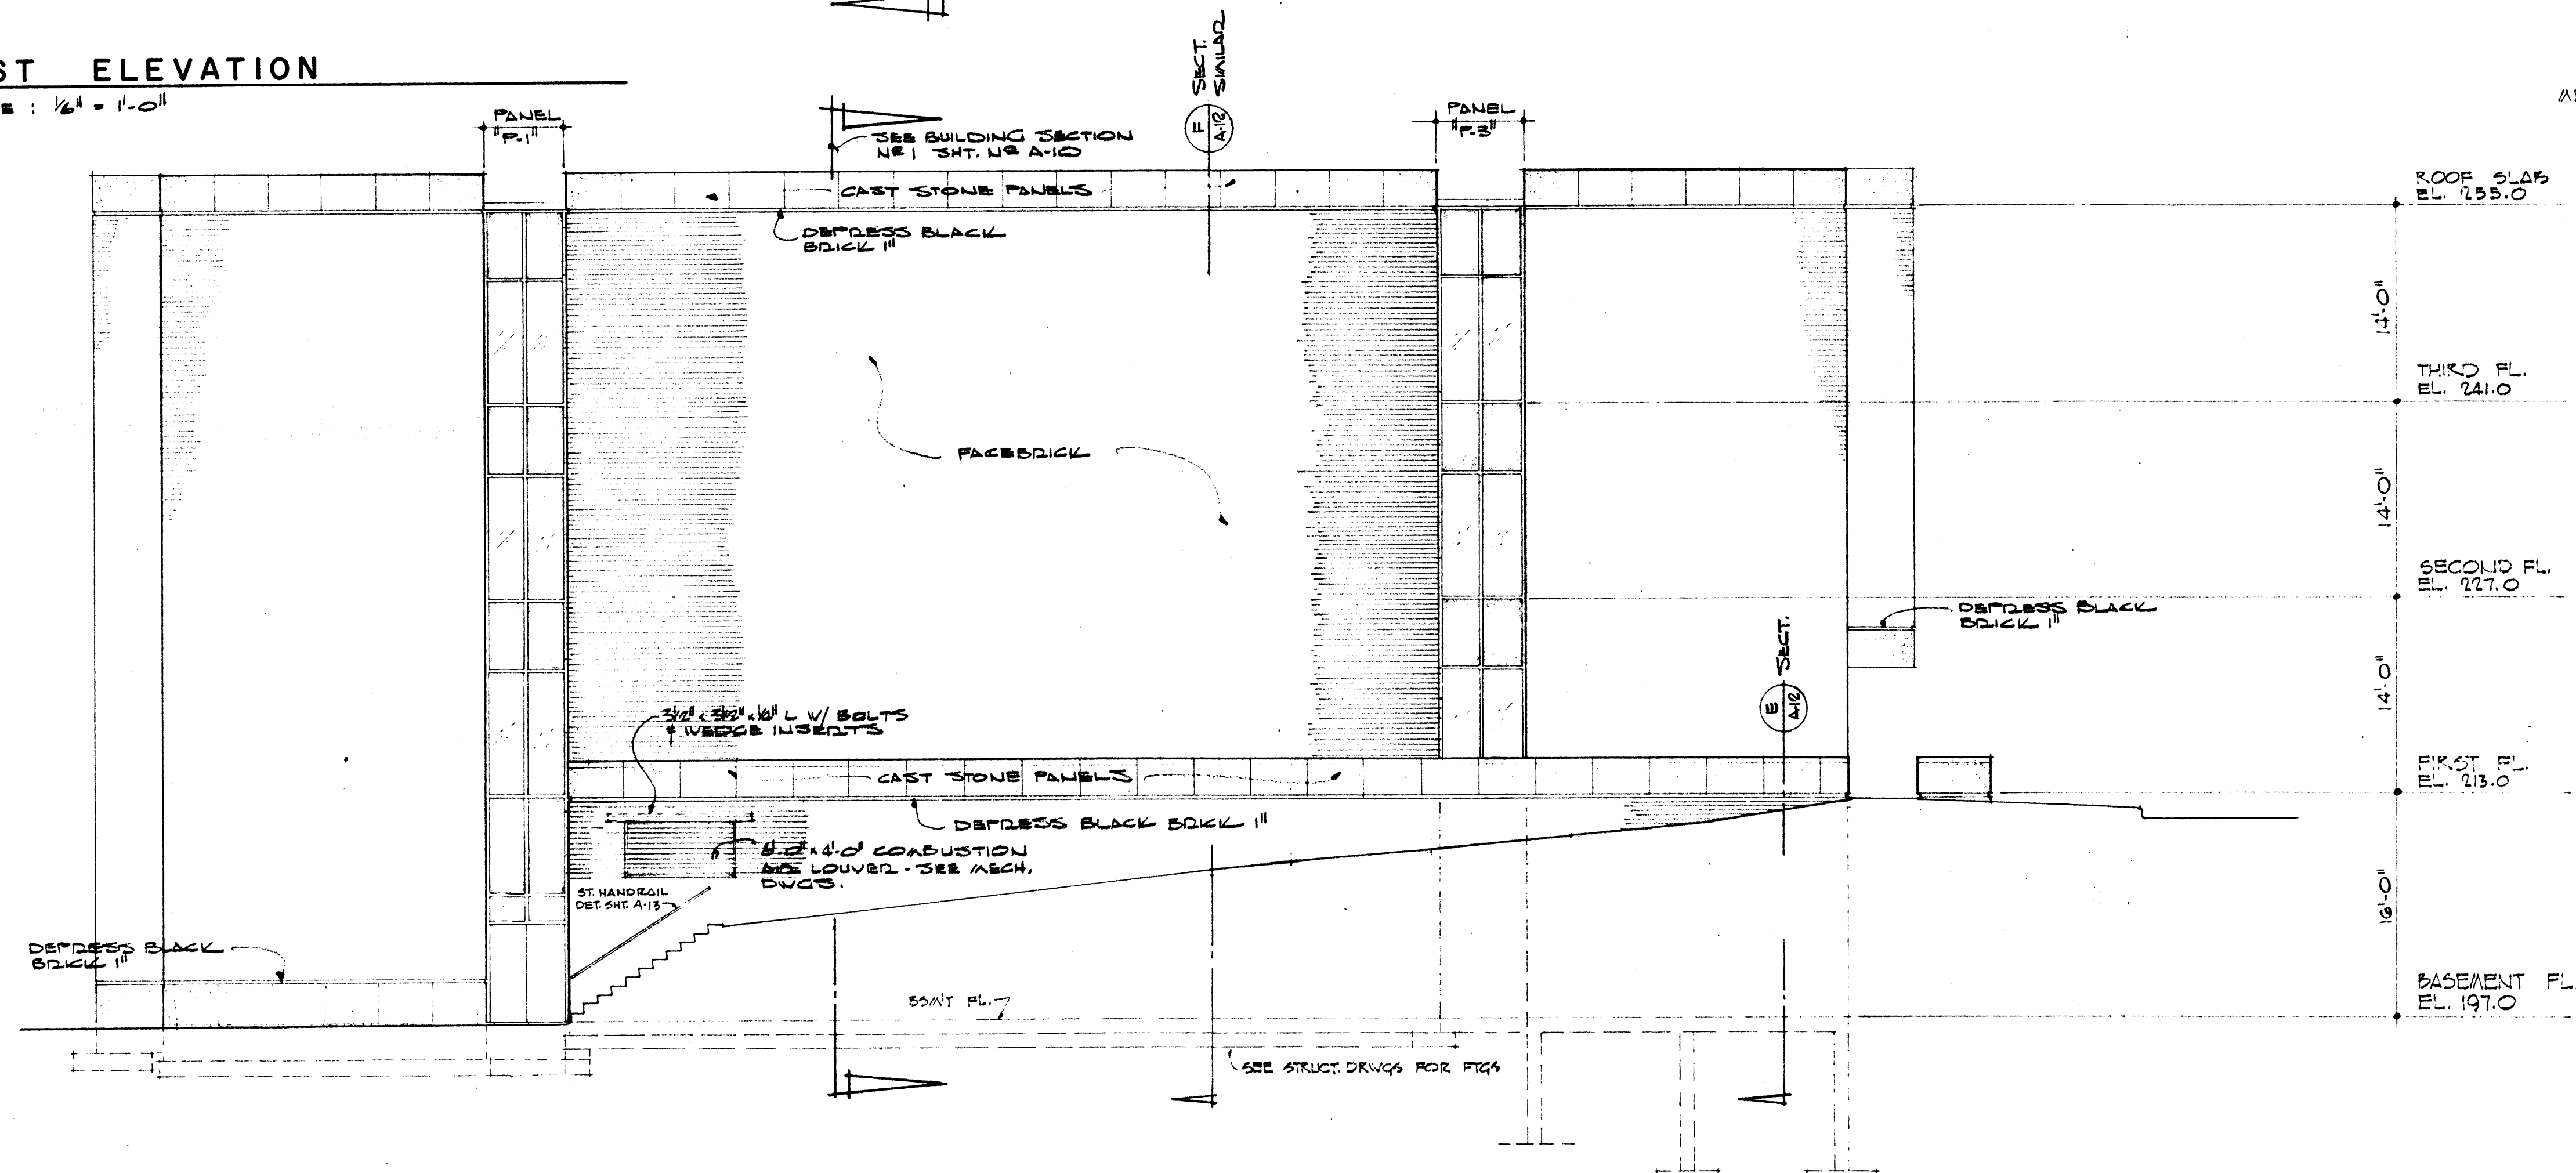 ST ELEVATION
E : 1/8" = 1'-0"
PANEL
"P-1"
SEE BUILDING SECTION
Nº 1 SHT. Nº A-10
SECT.
SIMILAR
F
A-12
PANEL
"P-3"
CAST STONE PANELS
DEPRESS BLACK
BRICK 1"
ROOF SLAB
EL. 255.0
14'-0"
THIRD FL.
EL. 241.0
FACEBRICK
14'-0"
SECOND FL.
EL. 227.0
DEPRESS BLACK
BRICK 1"
SECT.
E
A-12
14'-0"
3 1/2" x 3 1/2" x 1/4" L W/ BOLTS
& WEDGE INSERTS
CAST STONE PANELS
FIRST FL.
EL. 213.0
DEPRESS BLACK BRICK 1"
x 4'-0" COMBUSTION
AIR LOUVER - SEE MECH.
DWGS.
ST. HANDRAIL
DET. SHT. A-13
16'-0"
DEPRESS BLACK
BRICK 1"
BSM'T FL.
BASEMENT FL.
EL. 197.0
SEE STRUCT. DRWGS FOR FTGS